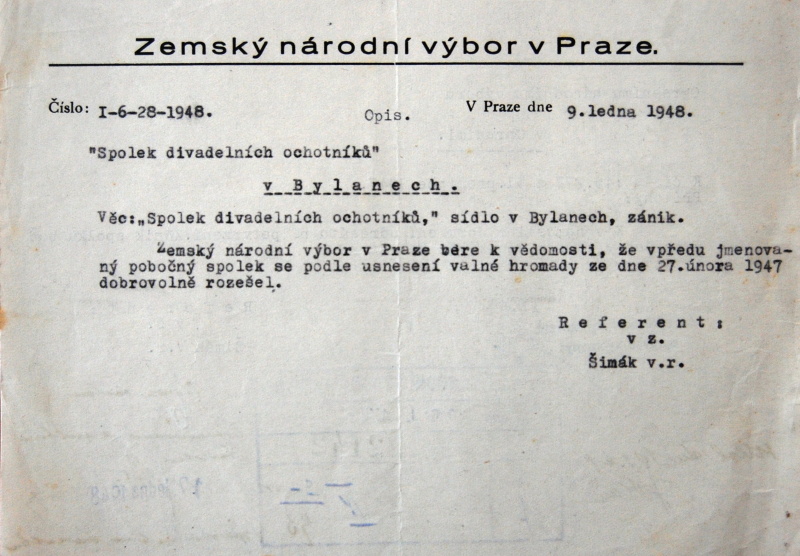 Zemský národní výbor v Praze.
Číslo: I-6-28-1948. Opis. V Praze dne 9.ledna 1948.
"Spolek divadelních ochotníků"
v Bylanech.
Věc:„Spolek divadelních ochotníků," sídlo v Bylanech, zánik.
Zemský národní výbor v Praze bere k vědomosti, že vpředu jmenova-
ný pobočný spolek se podle usnesení valné hromady ze dne 27.února 1947
dobrovolně rozešel.
Referent:
v z.
Šimák v.r.